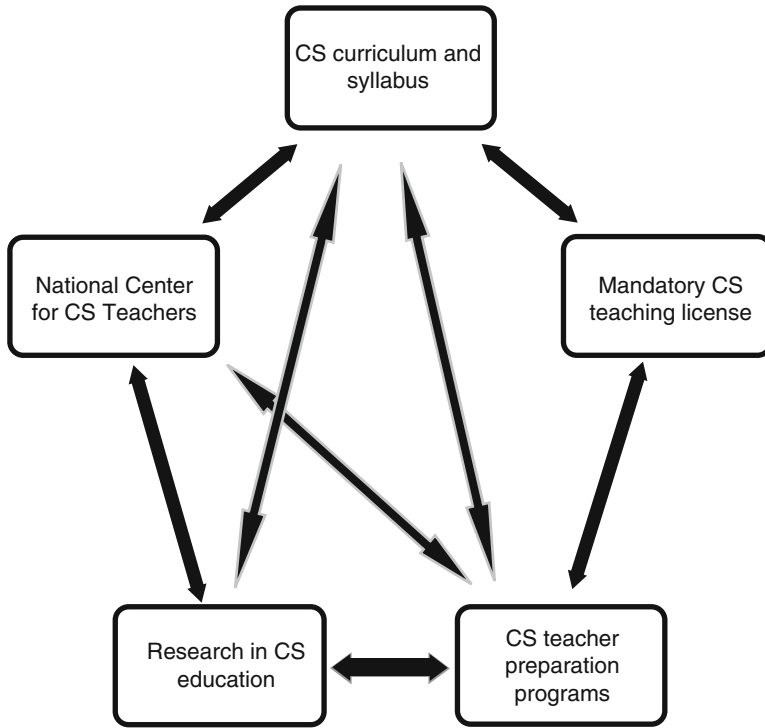 CS curriculum and
syllabus
National Center
for CS Teachers
Mandatory CS
teaching license
Research in CS
education
CS teacher
preparation
programs